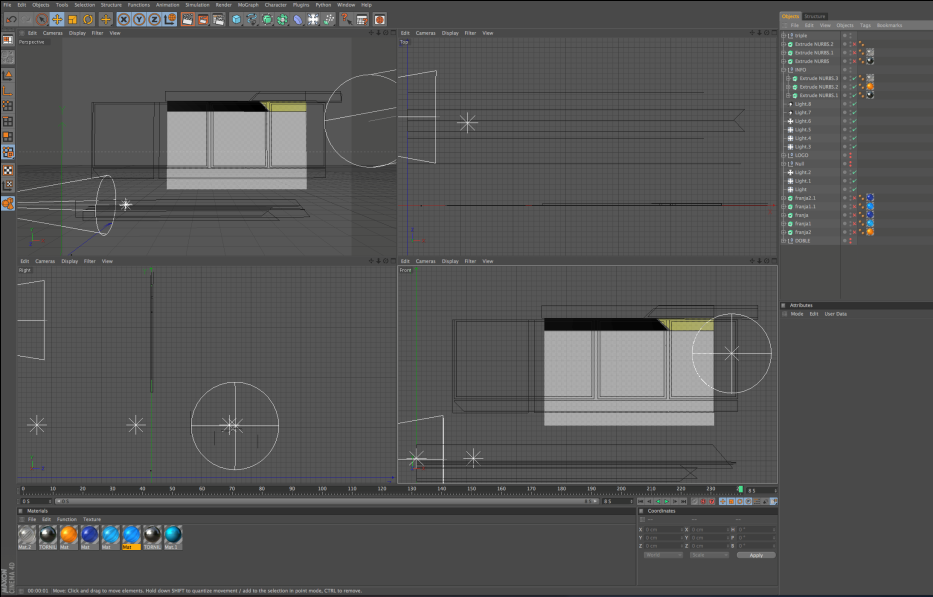 File Edit Objects Tools Selection Structure Functions Animation Simulation Render MoGraph Character Plugins Python Window Help
Objects Structure
File Edit View Objects Tags Bookmarks
Edit Cameras Display Filter View
Perspective
Edit Cameras Display Filter View
Top
triple
Extrude NURBS.2
Extrude NURBS.1
Extrude NURBS
INFO
Extrude NURBS.3
Extrude NURBS.2
Extrude NURBS.1
Light.8
Light.7
Light.6
Light.5
Light.4
Light.3
LOGO
Null
Light.2
Light.1
Light
franja2.1
franja1.1
franja
franja1
franja2
DOBLE
Edit Cameras Display Filter View
Right
Edit Cameras Display Filter View
Front
Attributes
Mode Edit User Data
0 10 20 30 40 50 60 70 80 90 100 110 120 130 140 150 160 170 180 190 200 210 220 230
0 S 8 S 8 S
Materials
File Edit Function Texture
Mat.2 Mat Mat Mat Mat Mat.1
Coordinates
X 0 cm X 0 cm H 0 °
Y 0 cm Y 0 cm P 0 °
Z 0 cm Z 0 cm B 0 °
World Scale Apply
MAXON
CINEMA 4D
00:00:01 Move: Click and drag to move elements. Hold down SHIFT to quantize movement / add to the selection in point mode, CTRL to remove.